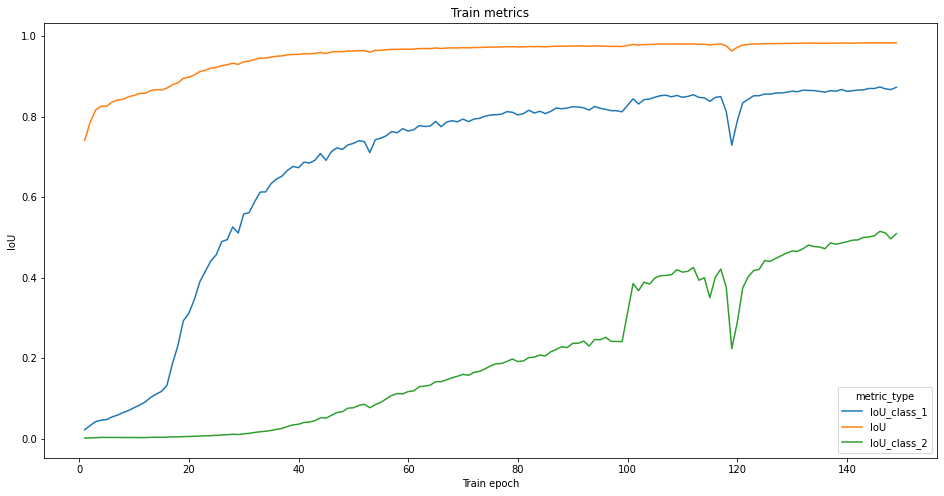 Train metrics
1.0
0.8
0.6
0.4
0.2
0.0
IoU
0 20 40 60 80 100 120 140
Train epoch
metric_type
IoU_class_1
IoU
IoU_class_2